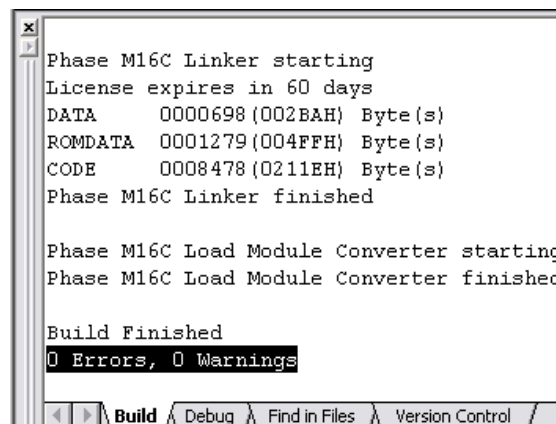 Phase M16C Linker starting
License expires in 60 days
DATA 0000698(002BAH) Byte(s)
ROMDATA 0001279(004FFH) Byte(s)
CODE 0008478(0211EH) Byte(s)
Phase M16C Linker finished
Phase M16C Load Module Converter starting
Phase M16C Load Module Converter finished
Build Finished
0 Errors, 0 Warnings
Build Debug Find in Files Version Control